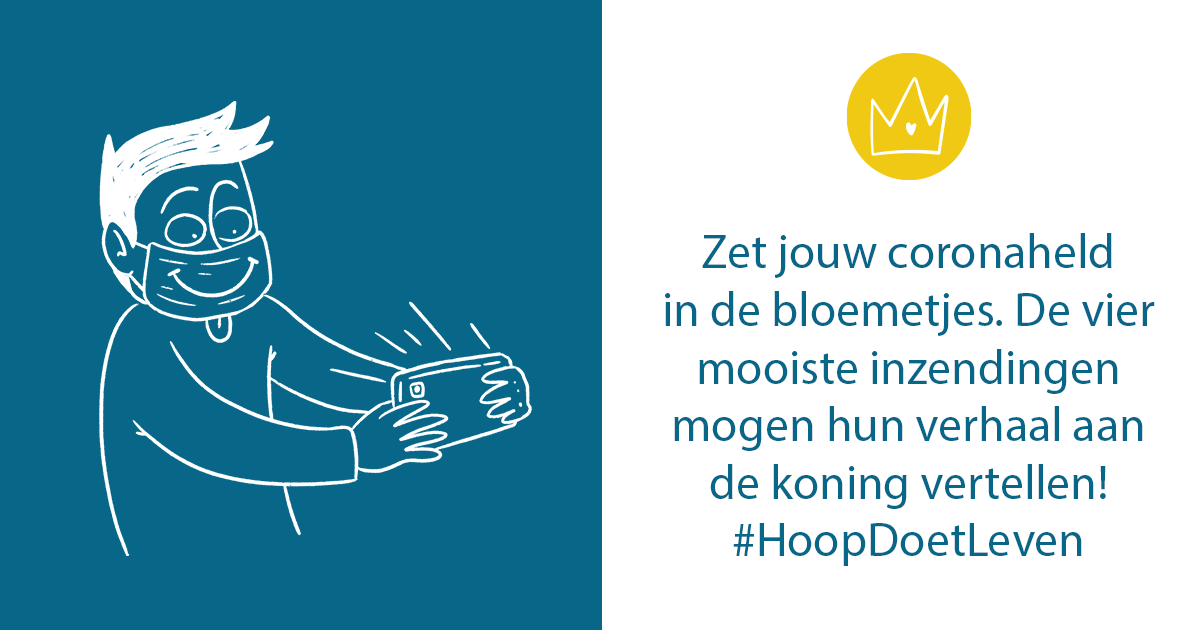 Zet jouw coronaheld
in de bloemetjes. De vier
mooiste inzendingen
mogen hun verhaal aan
de koning vertellen!
#HoopDoetLeven